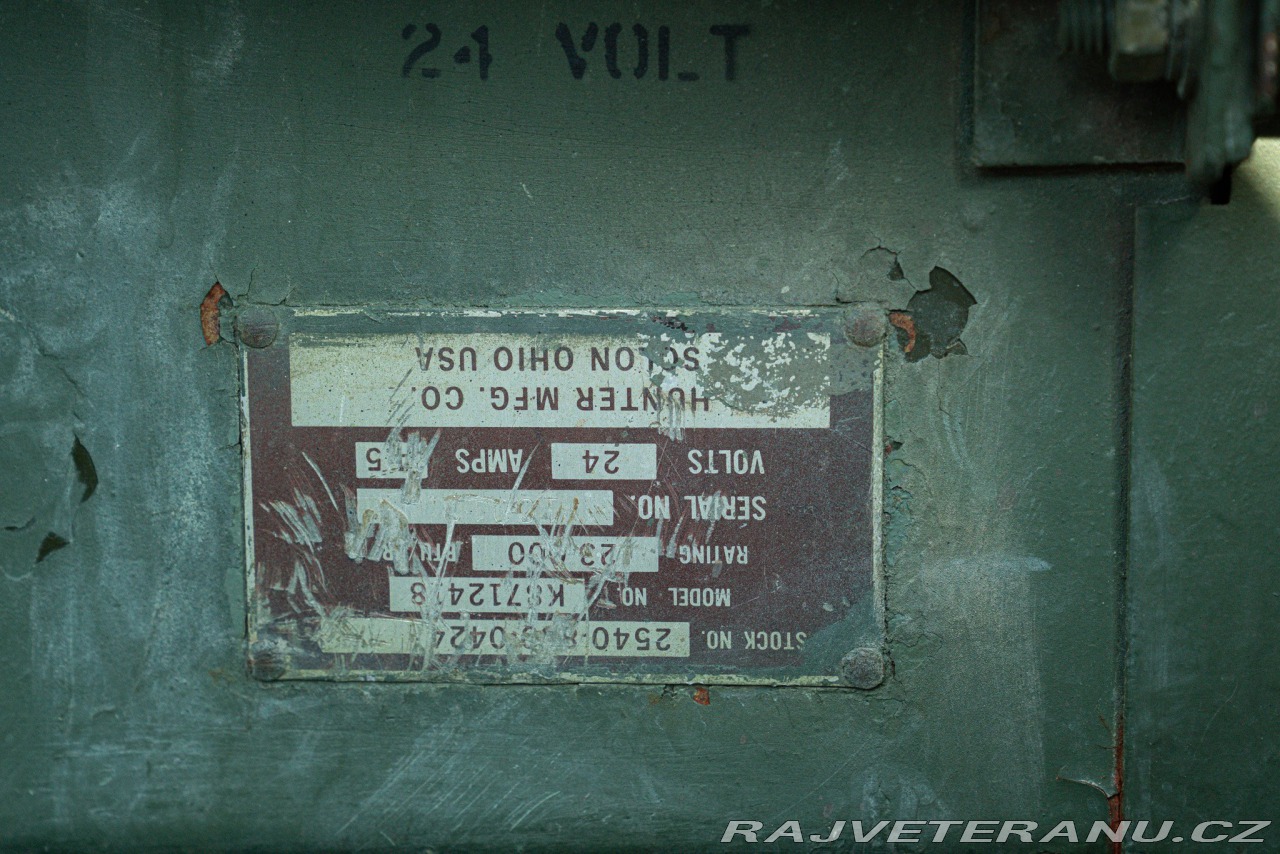 24 VOLT
STOCK NO. 2540-
MODEL NO.
RATING BTU
SERIAL NO.
VOLTS 24 AMPS
HUNTER MFG. CO.
SOLON OHIO USA
RAJVETERANU.CZ